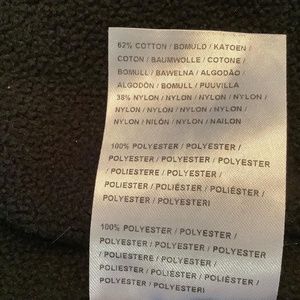 62% COTTON / BOMULD / KATOEN /
COTON / BAUMWOLLE / COTONE /
BOMULL / BAWELNA / ALGODÃO /
ALGODÓN / BOMULL / PUUVILLA
38% NYLON / NYLON / NYLON / NYLON /
NYLON / NYLON / NYLON / NYLON /
NYLON / NILÓN / NYLON / NAILON
100% POLYESTER / POLYESTER /
POLYESTER / POLYESTER / POLYESTER
/ POLIESTERE / POLYESTER /
POLIESTER / POLIÉSTER / POLIÉSTER /
POLYESTER / POLYESTERI
100% POLYESTER / POLYESTER /
POLYESTER / POLYESTER / POLYESTER
/ POLIESTERE / POLYESTER /
POLIESTER / POLIÉSTER / POLIÉSTER /
POLYESTER / POLYESTERI